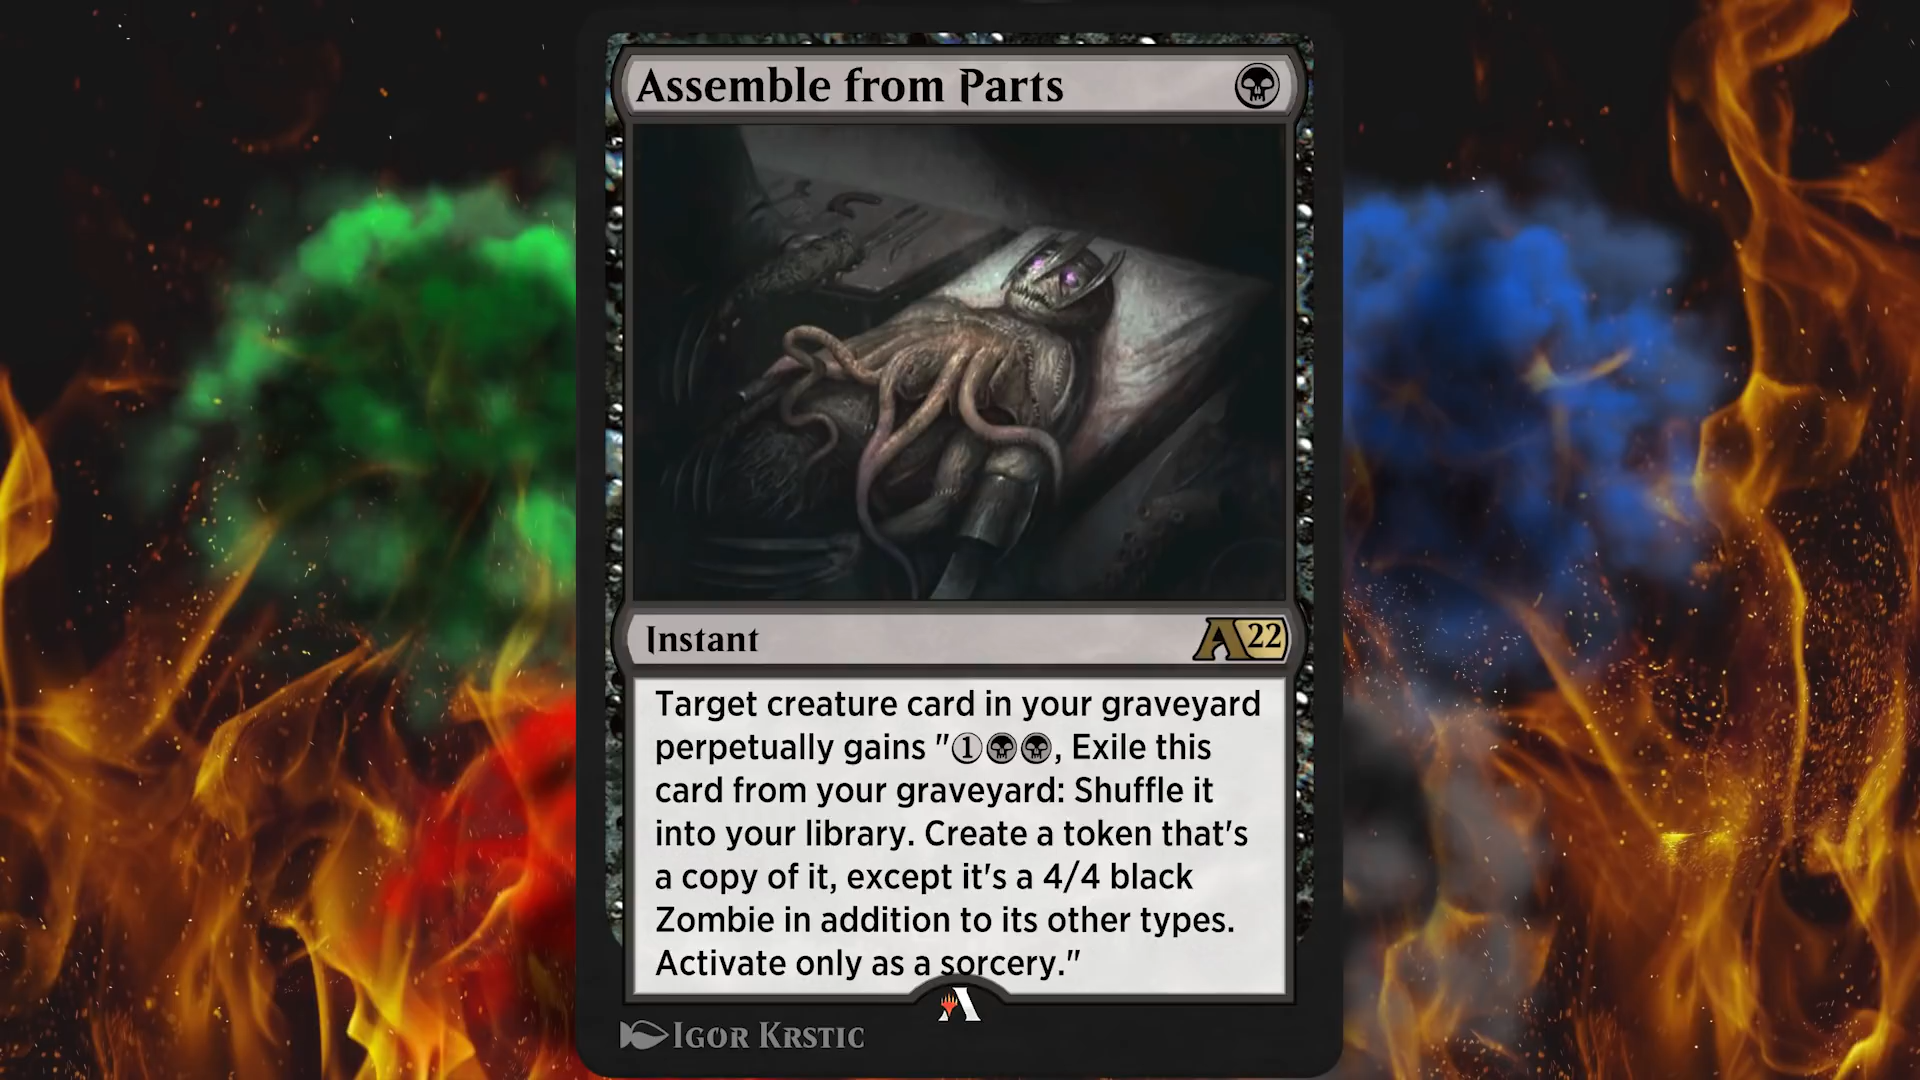 Assemble from Parts
Instant
A22
Target creature card in your graveyard
perpetually gains "1, Exile this
card from your graveyard: Shuffle it
into your library. Create a token that's
a copy of it, except it's a 4/4 black
Zombie in addition to its other types.
Activate only as a sorcery."
Igor Krstic